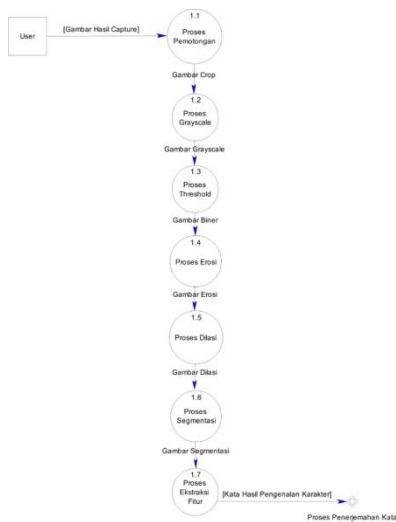 1.1
User
[Gambar Hasil Capture]
Proses
Pemotongan
Gambar Crop
1.2
Proses
Grayscale
Gambar Grayscale
1.3
Proses
Threshold
Gambar Biner
1.4
Proses Erosi
Gambar Erosi
1.5
Proses Dilasi
Gambar Dilasi
1.6
Proses
Segmentasi
Gambar Segmentasi
1.7
Proses
Ekstraksi
Fitur
[Kata Hasil Pengenalan Karakter]
Proses Penerjemahan Kata